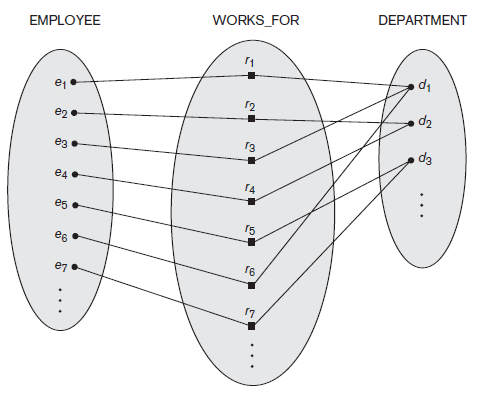 EMPLOYEE WORKS_FOR DEPARTMENT
e1
e2
e3
e4
e5
e6
e7
r1
r2
r3
r4
r5
r6
r7
d1
d2
d3